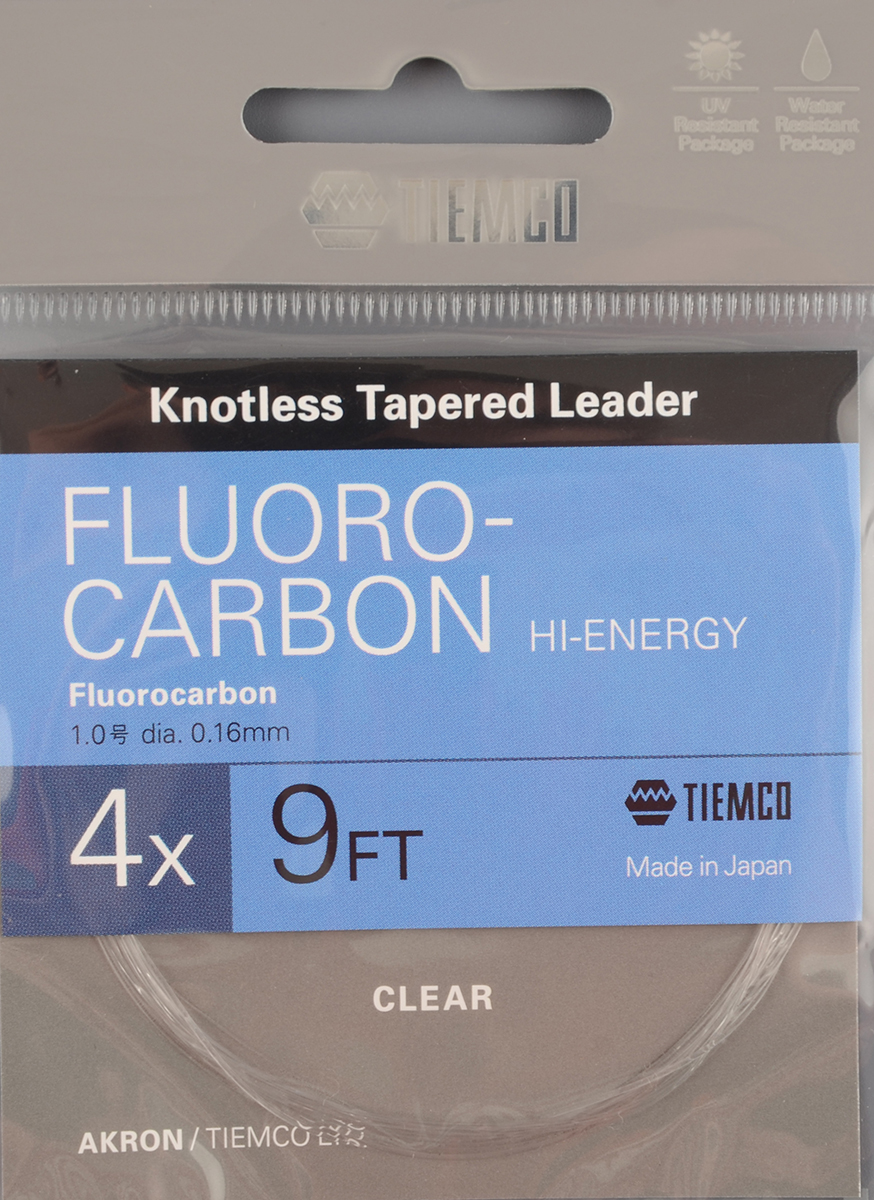 UV
Resistant
Package
Water
Resistant
Package
TIEMCO
Knotless Tapered Leader
FLUORO-
CARBON HI-ENERGY
Fluorocarbon
1.0号 dia. 0.16mm
4X 9FT
TIEMCO
Made in Japan
CLEAR
AKRON / TIEMCO